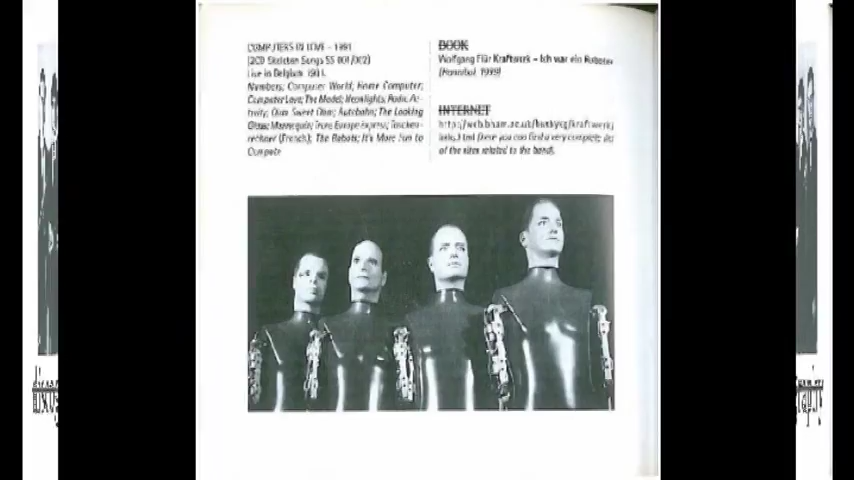 COMPUTERS IN LOVE - 1991
(2CD Skeleton Songs SS 001/002)
Live in Belgium 1981.
Numbers; Computer World; Home Computer;
Computer Love; The Model; Neonlights; Radio Ac-
tivity; Ohm Sweet Ohm; Autobahn; The Looking
Glass; Mannequin; Trans Europe Express; Taschen-
rechner (French); The Robots; It's More Fun to
Compute
BOOK
Wolfgang Flür Kraftwerk - Ich war ein Roboter
(Hannibal 1999)
INTERNET
(here you can find a very complete list
of the sites related to the band).